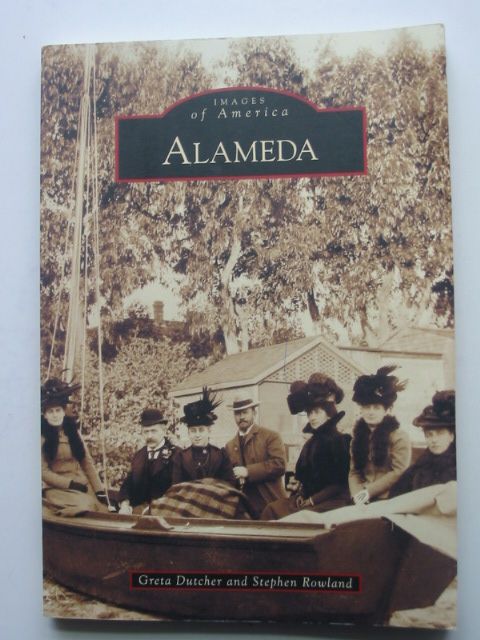 IMAGES
of America
ALAMEDA
Greta Dutcher and Stephen Rowland